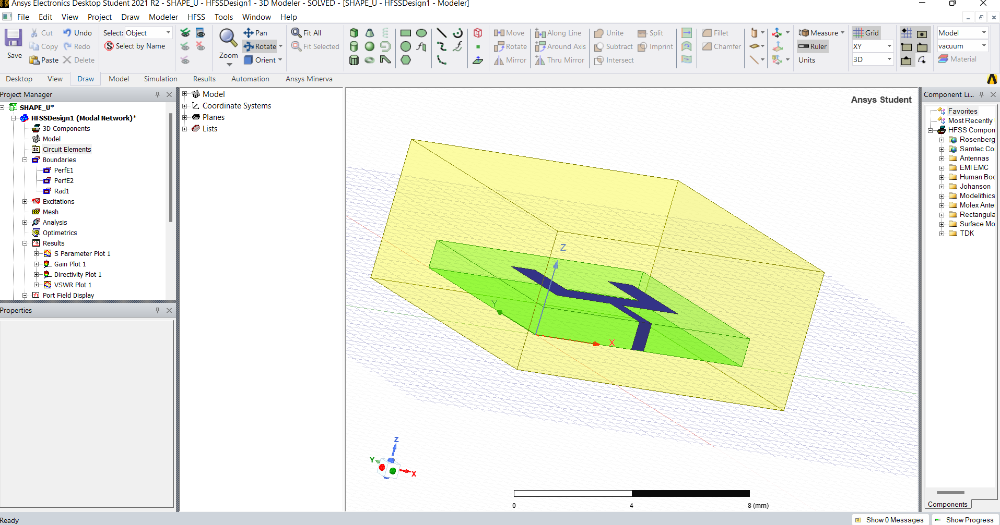 Ansys Electronics Desktop Student 2021 R2 - SHAPE_U - HFSSDesign1 - 3D Modeler - SOLVED - [SHAPE_U - HFSSDesign1 - Modeler]
File Edit View Project Draw Modeler HFSS Tools Window Help
Save
Cut
Copy
Paste
Undo
Redo
Delete
Select: Object
Select by Name
Zoom
Pan
Rotate
Orient
Fit All
Fit Selected
Move
Rotate
Mirror
Along Line
Around Axis
Thru Mirror
Unite
Subtract
Intersect
Split
Imprint
Fillet
Chamfer
Measure
Ruler
Units
Grid
XY
3D
Model
vacuum
Material
Desktop View Draw Model Simulation Results Automation Ansys Minerva
Project Manager
SHAPE_U*
HFSSDesign1 (Modal Network)*
3D Components
Model
Circuit Elements
Boundaries
PerfE1
PerfE2
Rad1
Excitations
Mesh
Analysis
Optimetrics
Results
S Parameter Plot 1
Gain Plot 1
Directivity Plot 1
VSWR Plot 1
Port Field Display
Properties
Model
Coordinate Systems
Planes
Lists
Ansys Student
Z
Y
X
Z
Y
X
0 4 8 (mm)
Component Li...
Favorites
Most Recently
HFSS Compon
Rosenberg
Samtec Co
Antennas
EMI EMC
Human Boc
Johanson
Modelithics
Molex Ante
Rectangula
Surface Mo
TDK
Components
Ready
Show 0 Messages
Show Progress